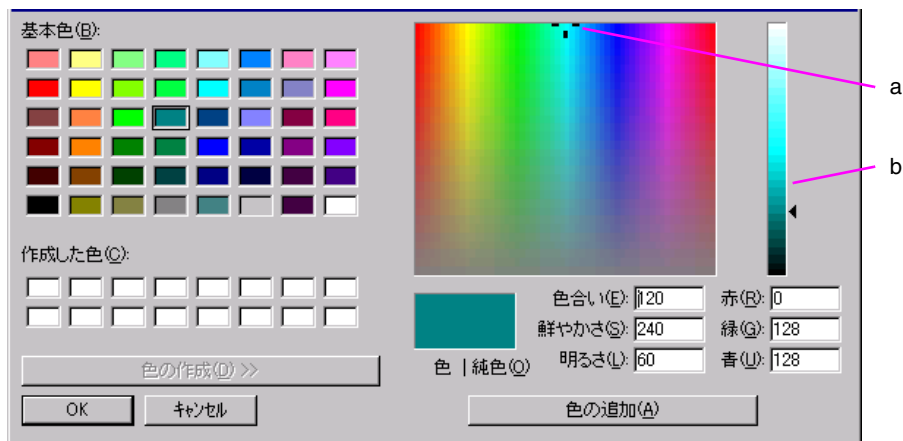 基本色(B):
作成した色(C):
色の作成(D) >>
OK
キャンセル
色 | 純色(O)
色合い(E): 120
鮮やかさ(S): 240
明るさ(L): 60
赤(R): 0
緑(G): 128
青(U): 128
色の追加(A)
a
b